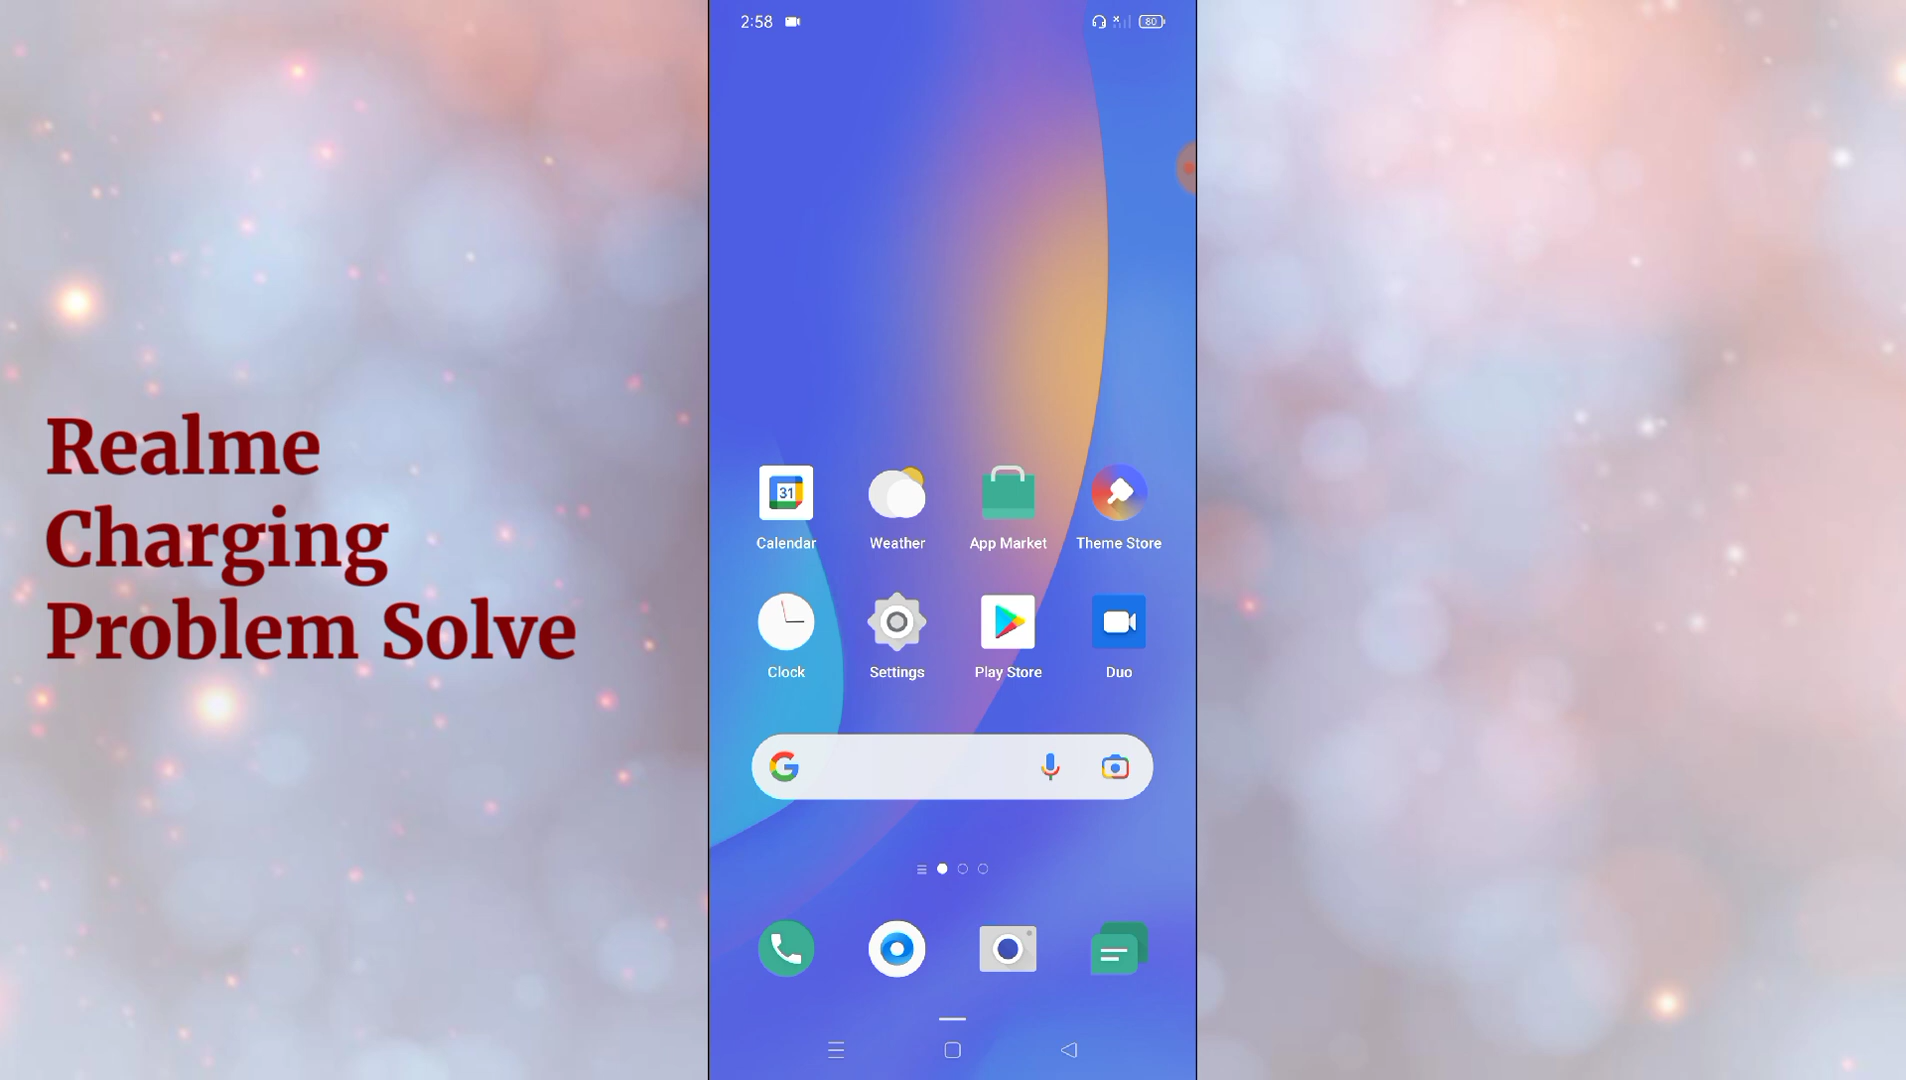 2:58
80
Realme
Charging
Problem Solve
31
Calendar
Weather
App Market
Theme Store
Clock
Settings
Play Store
Duo
G